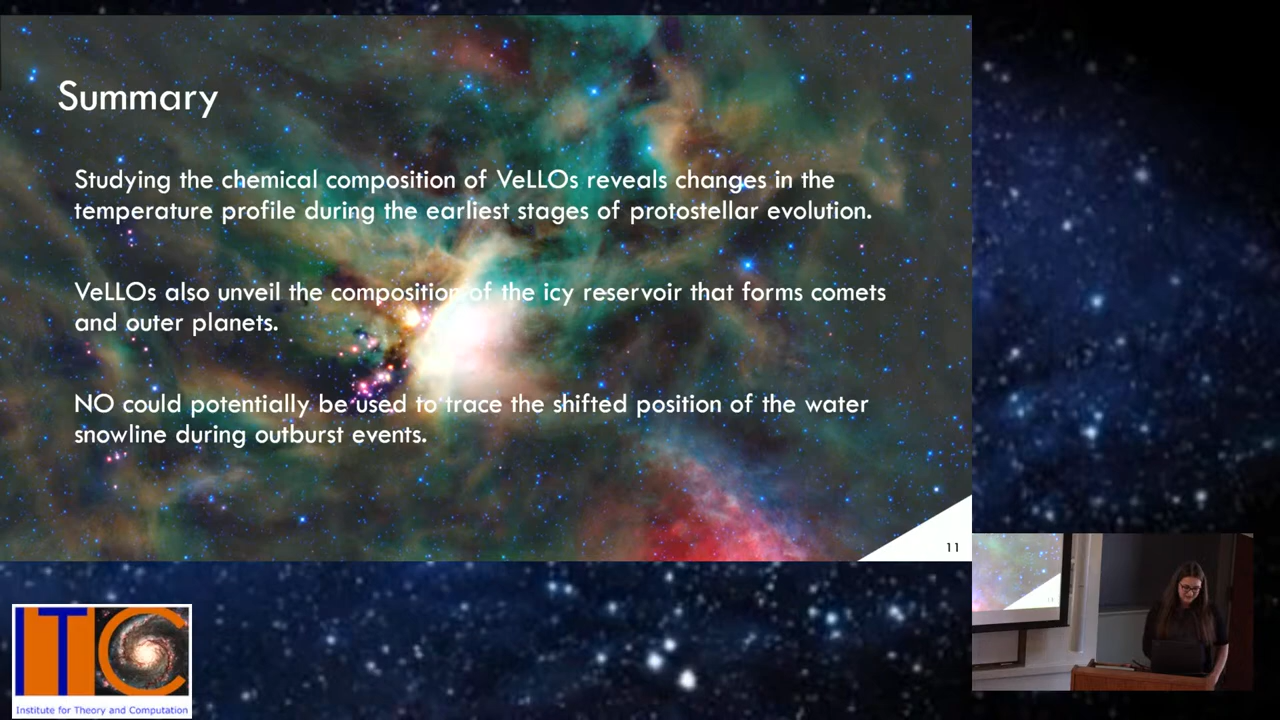 Summary
Studying the chemical composition of VeLLOs reveals changes in the
temperature profile during the earliest stages of protostellar evolution.
VeLLOs also unveil the composition of the icy reservoir that forms comets
and outer planets.
NO could potentially be used to trace the shifted position of the water
snowline during outburst events.
11
ITC
Institute for Theory and Computation